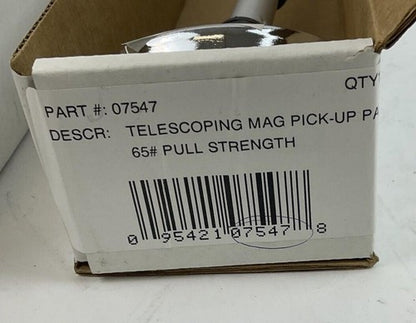 PART #: 07547 QTY
DESCR: TELESCOPING MAG PICK-UP PA
65# PULL STRENGTH
0 95421 07547 8